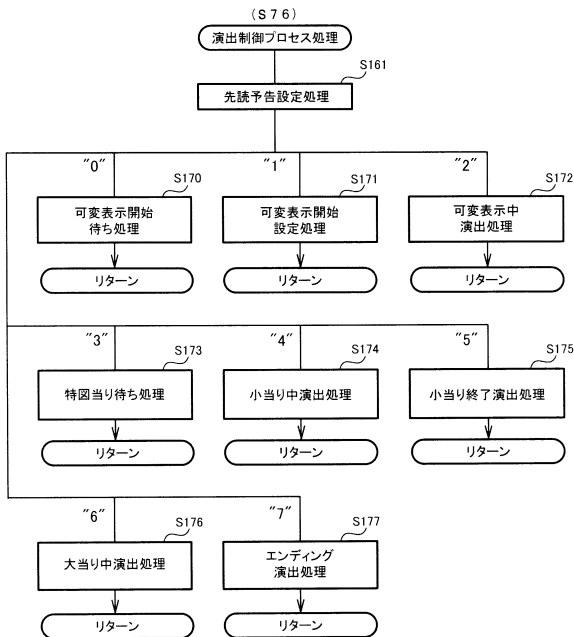 (S76)
演出制御プロセス処理
S161
先読予告設定処理
"0"
"1"
"2"
S170
S171
S172
可変表示開始
待ち処理
可変表示開始
設定処理
可変表示中
演出処理
リターン
リターン
リターン
"3"
"4"
"5"
S173
S174
S175
特図当り待ち処理
小当り中演出処理
小当り終了演出処理
リターン
リターン
リターン
"6"
"7"
S176
S177
大当り中演出処理
エンディング
演出処理
リターン
リターン